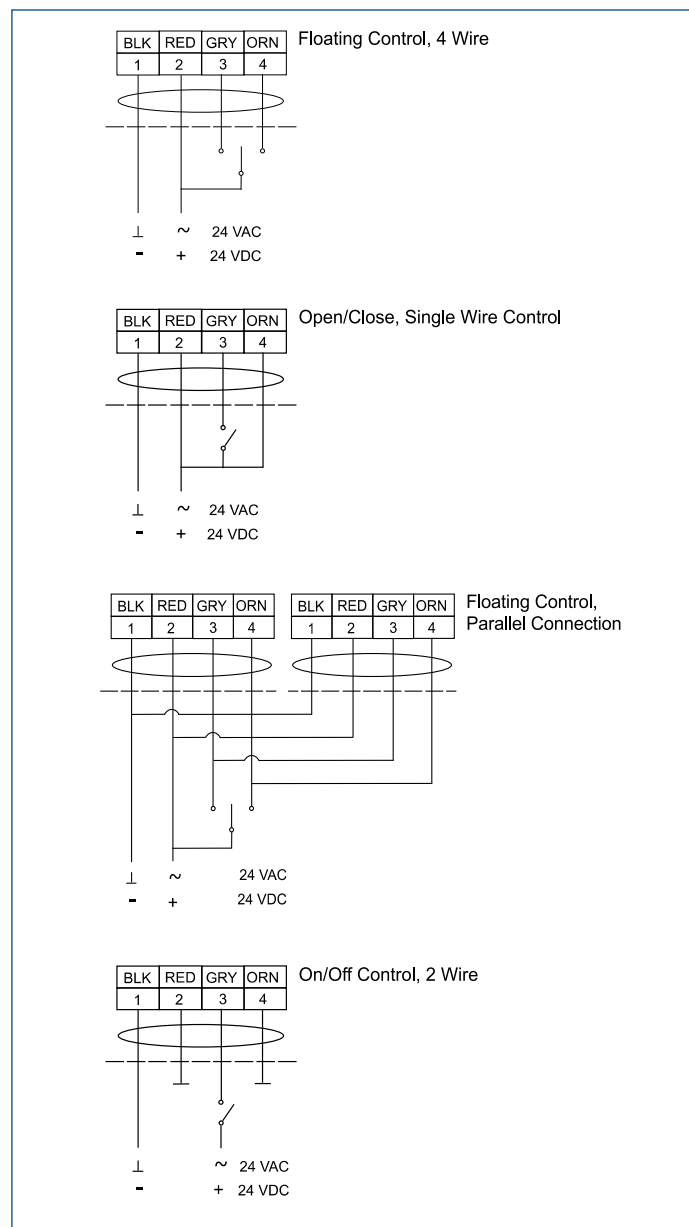 BLK RED GRY ORN Floating Control, 4 Wire
1 2 3 4
⊥ ~ 24 VAC
- + 24 VDC
BLK RED GRY ORN Open/Close, Single Wire Control
1 2 3 4
⊥ ~ 24 VAC
- + 24 VDC
BLK RED GRY ORN BLK RED GRY ORN Floating Control,
1 2 3 4 1 2 3 4 Parallel Connection
⊥ ~ 24 VAC
- + 24 VDC
BLK RED GRY ORN On/Off Control, 2 Wire
1 2 3 4
⊥ ~ 24 VAC
- + 24 VDC